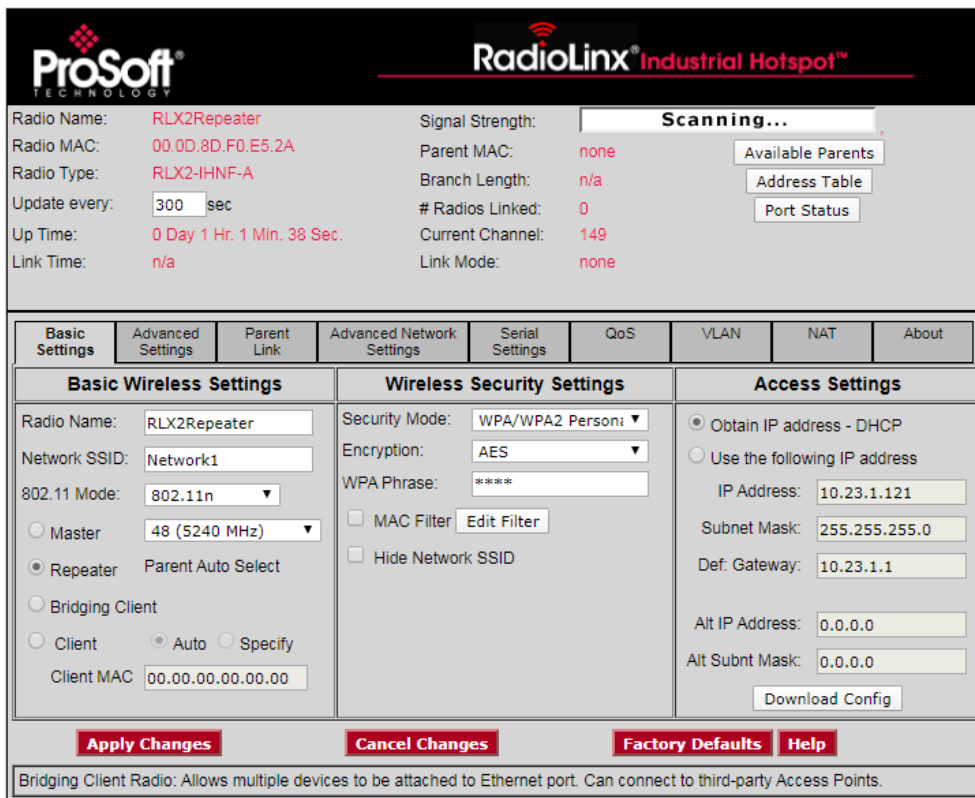 ProSoft®
TECHNOLOGY
RadioLinx® Industrial Hotspot™
Radio Name: RLX2Repeater
Radio MAC: 00.0D.8D.F0.E5.2A
Radio Type: RLX2-IHNF-A
Update every: 300 sec
Up Time: 0 Day 1 Hr. 1 Min. 38 Sec.
Link Time: n/a
Signal Strength: Scanning... ,
Parent MAC: none
Branch Length: n/a
# Radios Linked: 0
Current Channel: 149
Link Mode: none
Available Parents
Address Table
Port Status
Basic Settings
Advanced Settings
Parent Link
Advanced Network Settings
Serial Settings
QoS
VLAN
NAT
About
Basic Wireless Settings
Radio Name: RLX2Repeater
Network SSID: Network1
802.11 Mode: 802.11n
Master 48 (5240 MHz)
Repeater Parent Auto Select
Bridging Client
Client Auto Specify
Client MAC 00.00.00.00.00.00
Wireless Security Settings
Security Mode: WPA/WPA2 Persona
Encryption: AES
WPA Phrase: ****
MAC Filter Edit Filter
Hide Network SSID
Access Settings
Obtain IP address - DHCP
Use the following IP address
IP Address: 10.23.1.121
Subnet Mask: 255.255.255.0
Def: Gateway: 10.23.1.1
Alt IP Address: 0.0.0.0
Alt Subnt Mask: 0.0.0.0
Download Config
Apply Changes
Cancel Changes
Factory Defaults
Help
Bridging Client Radio: Allows multiple devices to be attached to Ethernet port. Can connect to third-party Access Points.